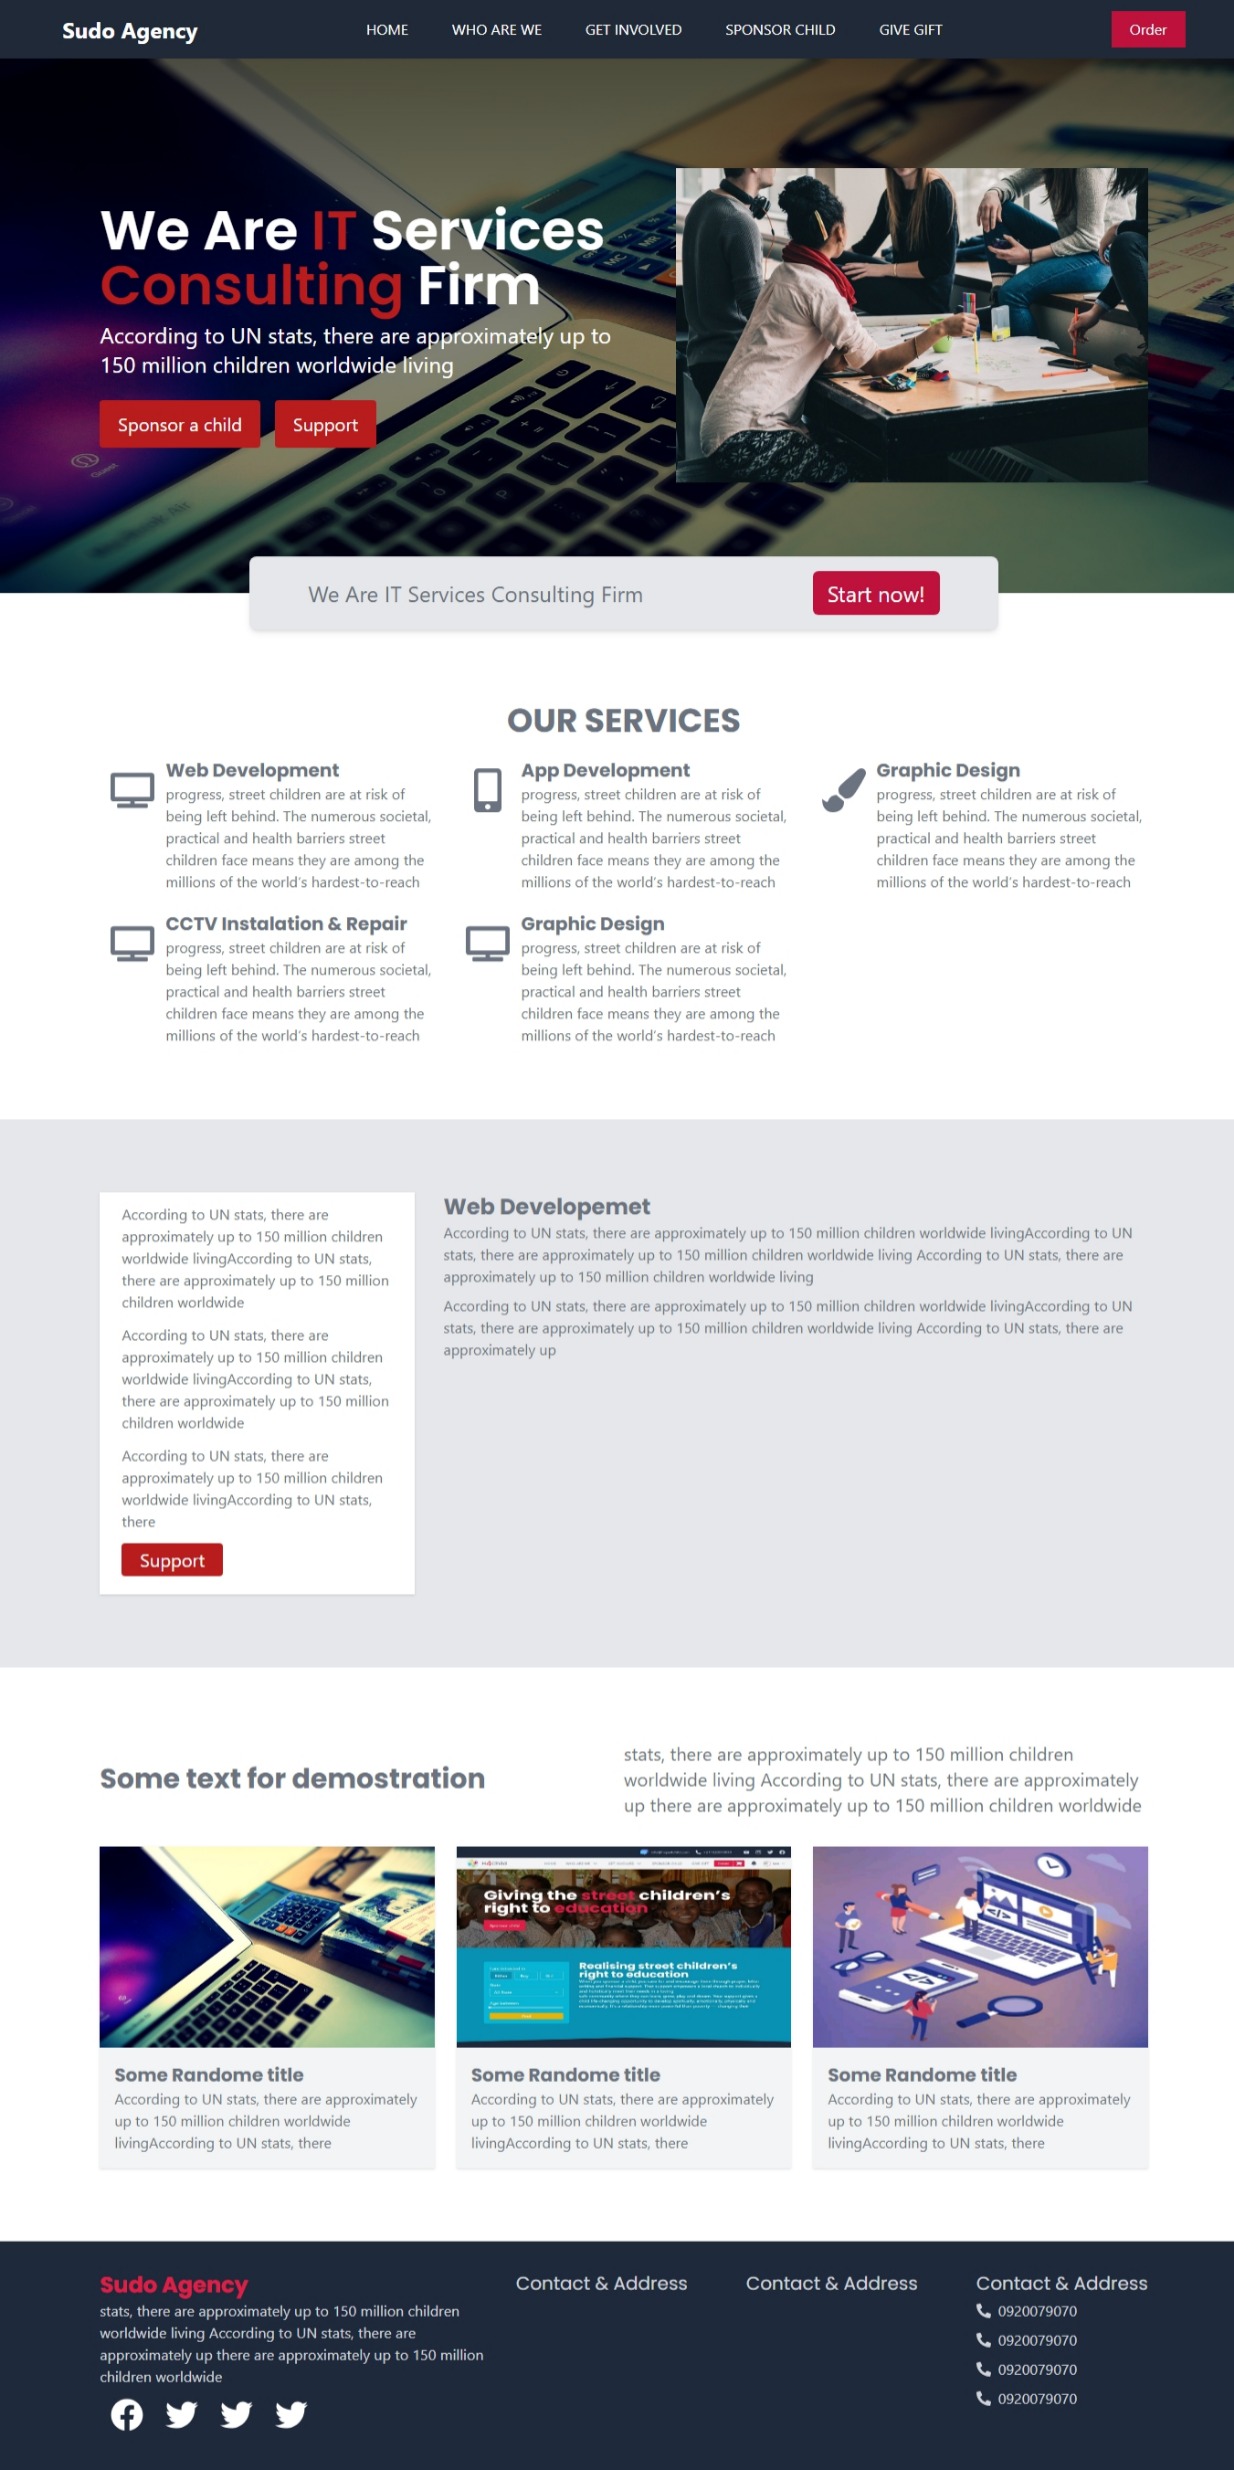 Sudo Agency
HOME WHO ARE WE GET INVOLVED SPONSOR CHILD GIVE GIFT
Order
We Are IT Services
Consulting Firm
According to UN stats, there are approximately up to
150 million children worldwide living
Sponsor a child Support
We Are IT Services Consulting Firm
Start now!
OUR SERVICES
Web Development
progress, street children are at risk of
being left behind. The numerous societal,
practical and health barriers street
children face means they are among the
millions of the world's hardest-to-reach
App Development
progress, street children are at risk of
being left behind. The numerous societal,
practical and health barriers street
children face means they are among the
millions of the world's hardest-to-reach
Graphic Design
progress, street children are at risk of
being left behind. The numerous societal,
practical and health barriers street
children face means they are among the
millions of the world's hardest-to-reach
CCTV Instalation & Repair
progress, street children are at risk of
being left behind. The numerous societal,
practical and health barriers street
children face means they are among the
millions of the world's hardest-to-reach
Graphic Design
progress, street children are at risk of
being left behind. The numerous societal,
practical and health barriers street
children face means they are among the
millions of the world's hardest-to-reach
According to UN stats, there are
approximately up to 150 million children
worldwide livingAccording to UN stats,
there are approximately up to 150 million
children worldwide
According to UN stats, there are
approximately up to 150 million children
worldwide livingAccording to UN stats,
there are approximately up to 150 million
children worldwide
According to UN stats, there are
approximately up to 150 million children
worldwide livingAccording to UN stats,
there
Support
Web Developemet
According to UN stats, there are approximately up to 150 million children worldwide livingAccording to UN
stats, there are approximately up to 150 million children worldwide living According to UN stats, there are
approximately up to 150 million children worldwide living
According to UN stats, there are approximately up to 150 million children worldwide livingAccording to UN
stats, there are approximately up to 150 million children worldwide living According to UN stats, there are
approximately up
Some text for demostration
stats, there are approximately up to 150 million children
worldwide living According to UN stats, there are approximately
up there are approximately up to 150 million children worldwide
Giving the street children's
right to education
Realising street children's
right to education
Some Randome title
According to UN stats, there are approximately
up to 150 million children worldwide
livingAccording to UN stats, there
Some Randome title
According to UN stats, there are approximately
up to 150 million children worldwide
livingAccording to UN stats, there
Some Randome title
According to UN stats, there are approximately
up to 150 million children worldwide
livingAccording to UN stats, there
Sudo Agency
stats, there are approximately up to 150 million children
worldwide living According to UN stats, there are
approximately up there are approximately up to 150 million
children worldwide
Contact & Address
Contact & Address
Contact & Address
0920079070
0920079070
0920079070
0920079070